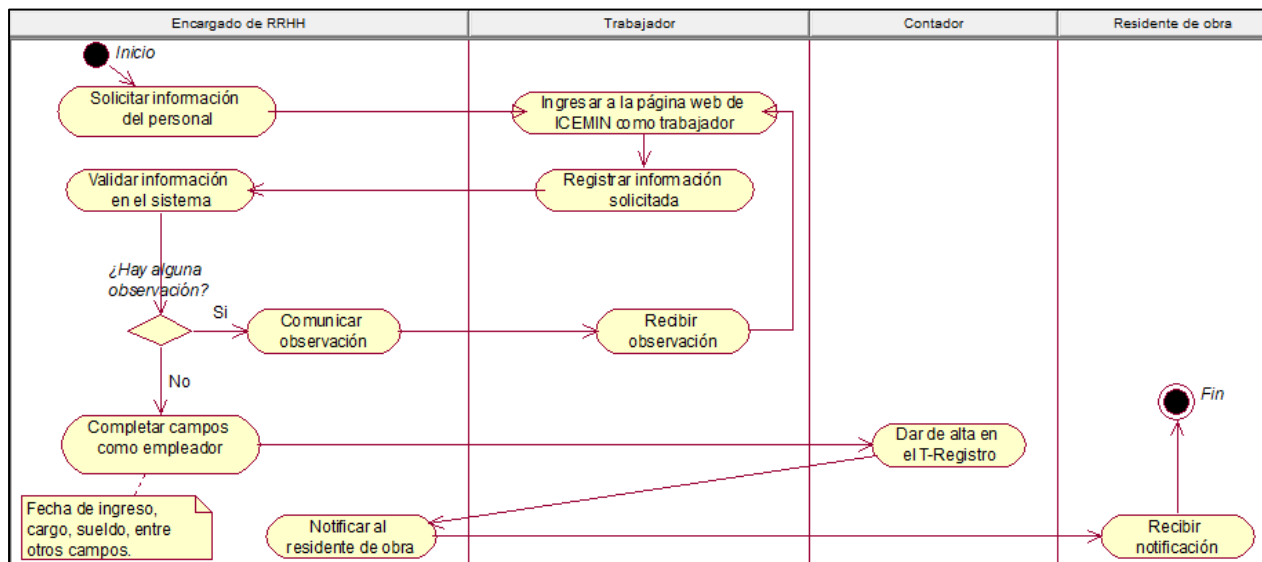 Encargado de RRHH
Trabajador
Contador
Residente de obra
Inicio
Solicitar información
del personal
Ingresar a la página web de
ICEMIN como trabajador
Validar información
en el sistema
Registrar información
solicitada
¿Hay alguna
observación?
Si
Comunicar
observación
Recibir
observación
No
Completar campos
como empleador
Dar de alta en
el T-Registro
Fin
Fecha de ingreso,
cargo, sueldo, entre
otros campos.
Notificar al
residente de obra
Recibir
notificación